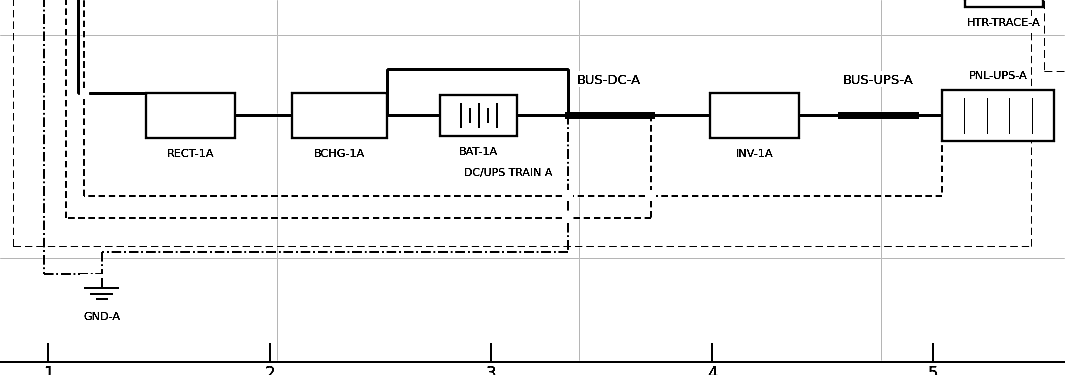 HTR-TRACE-A
BUS-DC-A
BUS-UPS-A
PNL-UPS-A
RECT-1A
BCHG-1A
BAT-1A
INV-1A
DC/UPS TRAIN A
GND-A
1 2 3 4 5